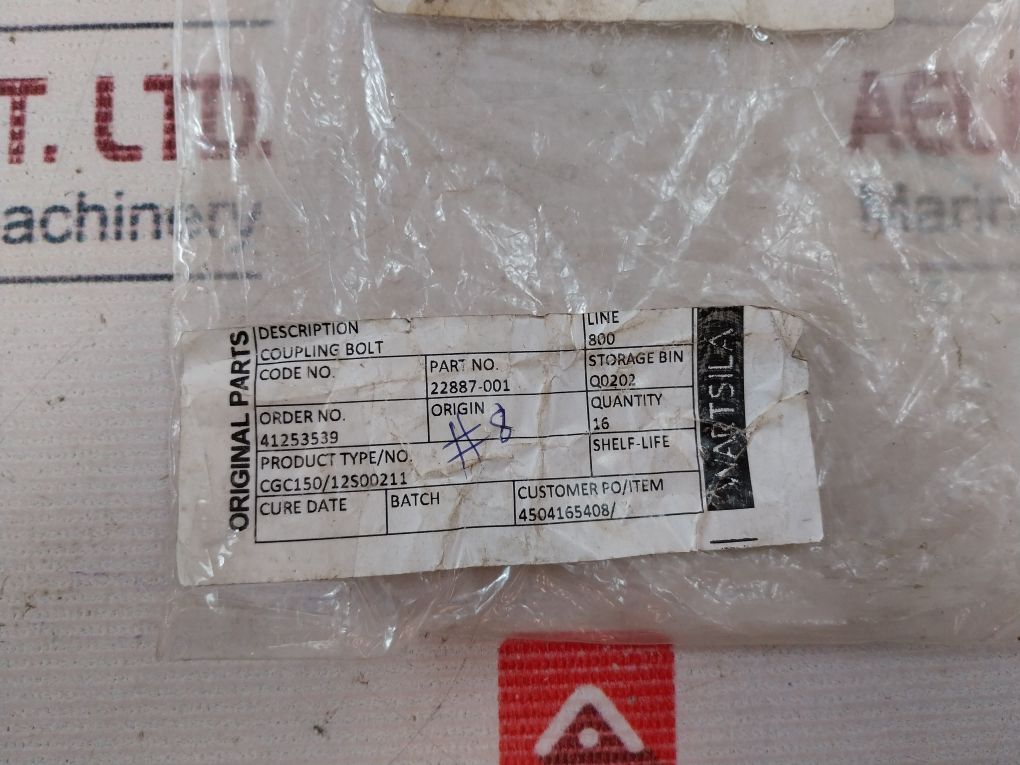 T. LTD.
achinery
ORIGINAL PARTS
DESCRIPTION
COUPLING BOLT
LINE
800
CODE NO.
PART NO.
22887-001
STORAGE BIN
Q0202
ORDER NO.
41253539
ORIGIN
#8
QUANTITY
16
PRODUCT TYPE/NO.
CGC150/12S00211
SHELF-LIFE
CURE DATE
BATCH
CUSTOMER PO/ITEM
4504165408/
WARTSILA